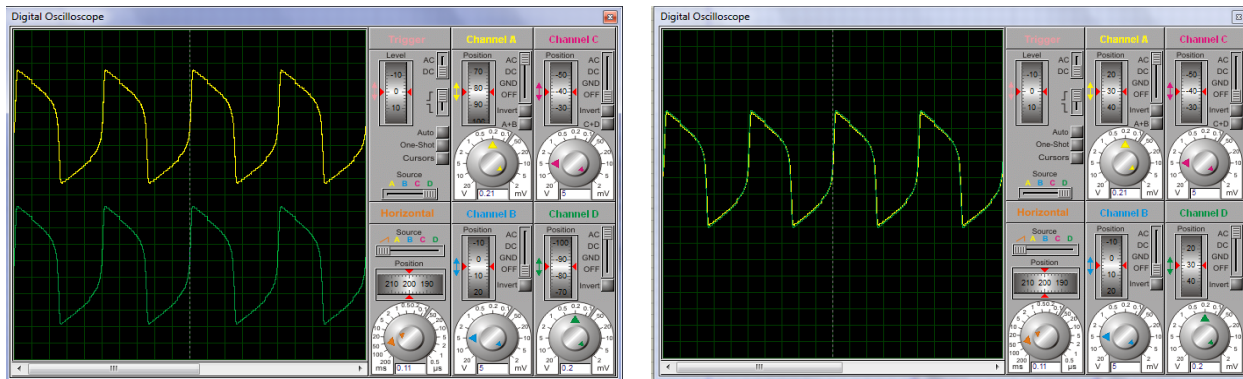 Digital Oscilloscope
Trigger
Level
-10
0
10
AC
DC
Auto
One-Shot
Cursors
Source
A B C D
Channel A
Position
70
80
90
100
AC
DC
GND
OFF
Invert
A+B
V 0.21 mV
Channel C
Position
-50
-40
-30
AC
DC
GND
OFF
Invert
C+D
V 5 mV
Horizontal
Source
A B C D
Position
210 200 190
ms 0.11 µs
Channel B
Position
-10
0
10
20
AC
DC
GND
OFF
Invert
V 5 mV
Channel D
Position
-100
-90
-80
-70
AC
DC
GND
OFF
Invert
V 0.2 mV
Digital Oscilloscope
Trigger
Level
-10
0
10
AC
DC
Auto
One-Shot
Cursors
Source
A B C D
Channel A
Position
20
30
40
AC
DC
GND
OFF
Invert
A+B
V 0.21 mV
Channel C
Position
-50
-40
-30
AC
DC
GND
OFF
Invert
C+D
V 5 mV
Horizontal
Source
A B C D
Position
210 200 190
ms 0.11 µs
Channel B
Position
-10
0
10
20
AC
DC
GND
OFF
Invert
V 5 mV
Channel D
Position
20
30
40
AC
DC
GND
OFF
Invert
V 0.2 mV